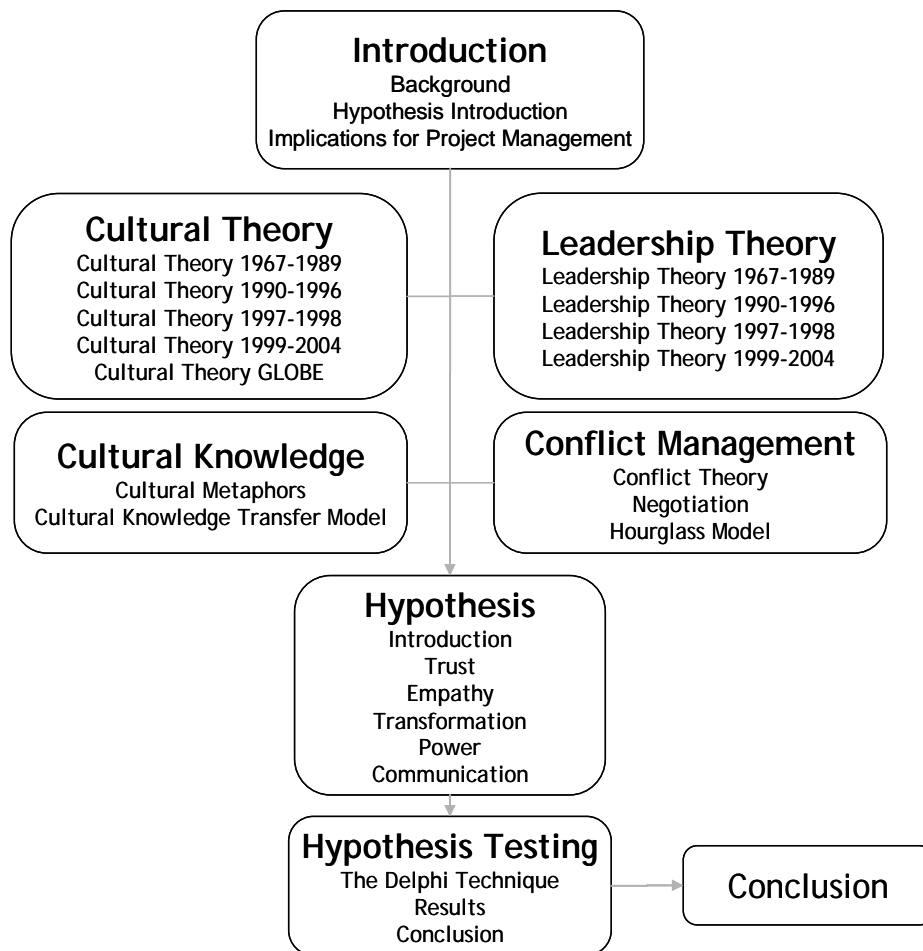 Introduction
Background
Hypothesis Introduction
Implications for Project Management
Cultural Theory
Cultural Theory 1967-1989
Cultural Theory 1990-1996
Cultural Theory 1997-1998
Cultural Theory 1999-2004
Cultural Theory GLOBE
Leadership Theory
Leadership Theory 1967-1989
Leadership Theory 1990-1996
Leadership Theory 1997-1998
Leadership Theory 1999-2004
Cultural Knowledge
Cultural Metaphors
Cultural Knowledge Transfer Model
Conflict Management
Conflict Theory
Negotiation
Hourglass Model
Hypothesis
Introduction
Trust
Empathy
Transformation
Power
Communication
Hypothesis Testing
The Delphi Technique
Results
Conclusion
Conclusion